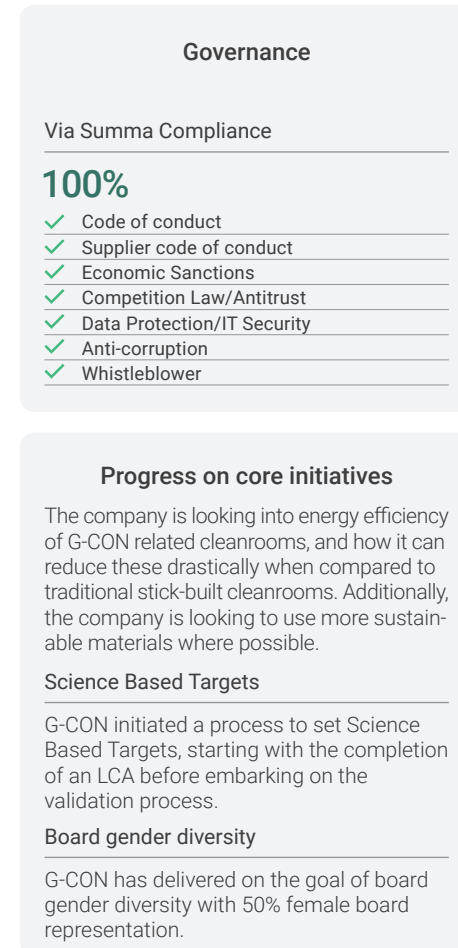 Governance
Via Summa Compliance
100%
Code of conduct
Supplier code of conduct
Economic Sanctions
Competition Law/Antitrust
Data Protection/IT Security
Anti-corruption
Whistleblower
Progress on core initiatives
The company is looking into energy efficiency
of G-CON related cleanrooms, and how it can
reduce these drastically when compared to
traditional stick-built cleanrooms. Additionally,
the company is looking to use more sustain-
able materials where possible.
Science Based Targets
G-CON initiated a process to set Science
Based Targets, starting with the completion
of an LCA before embarking on the
validation process.
Board gender diversity
G-CON has delivered on the goal of board
gender diversity with 50% female board
representation.